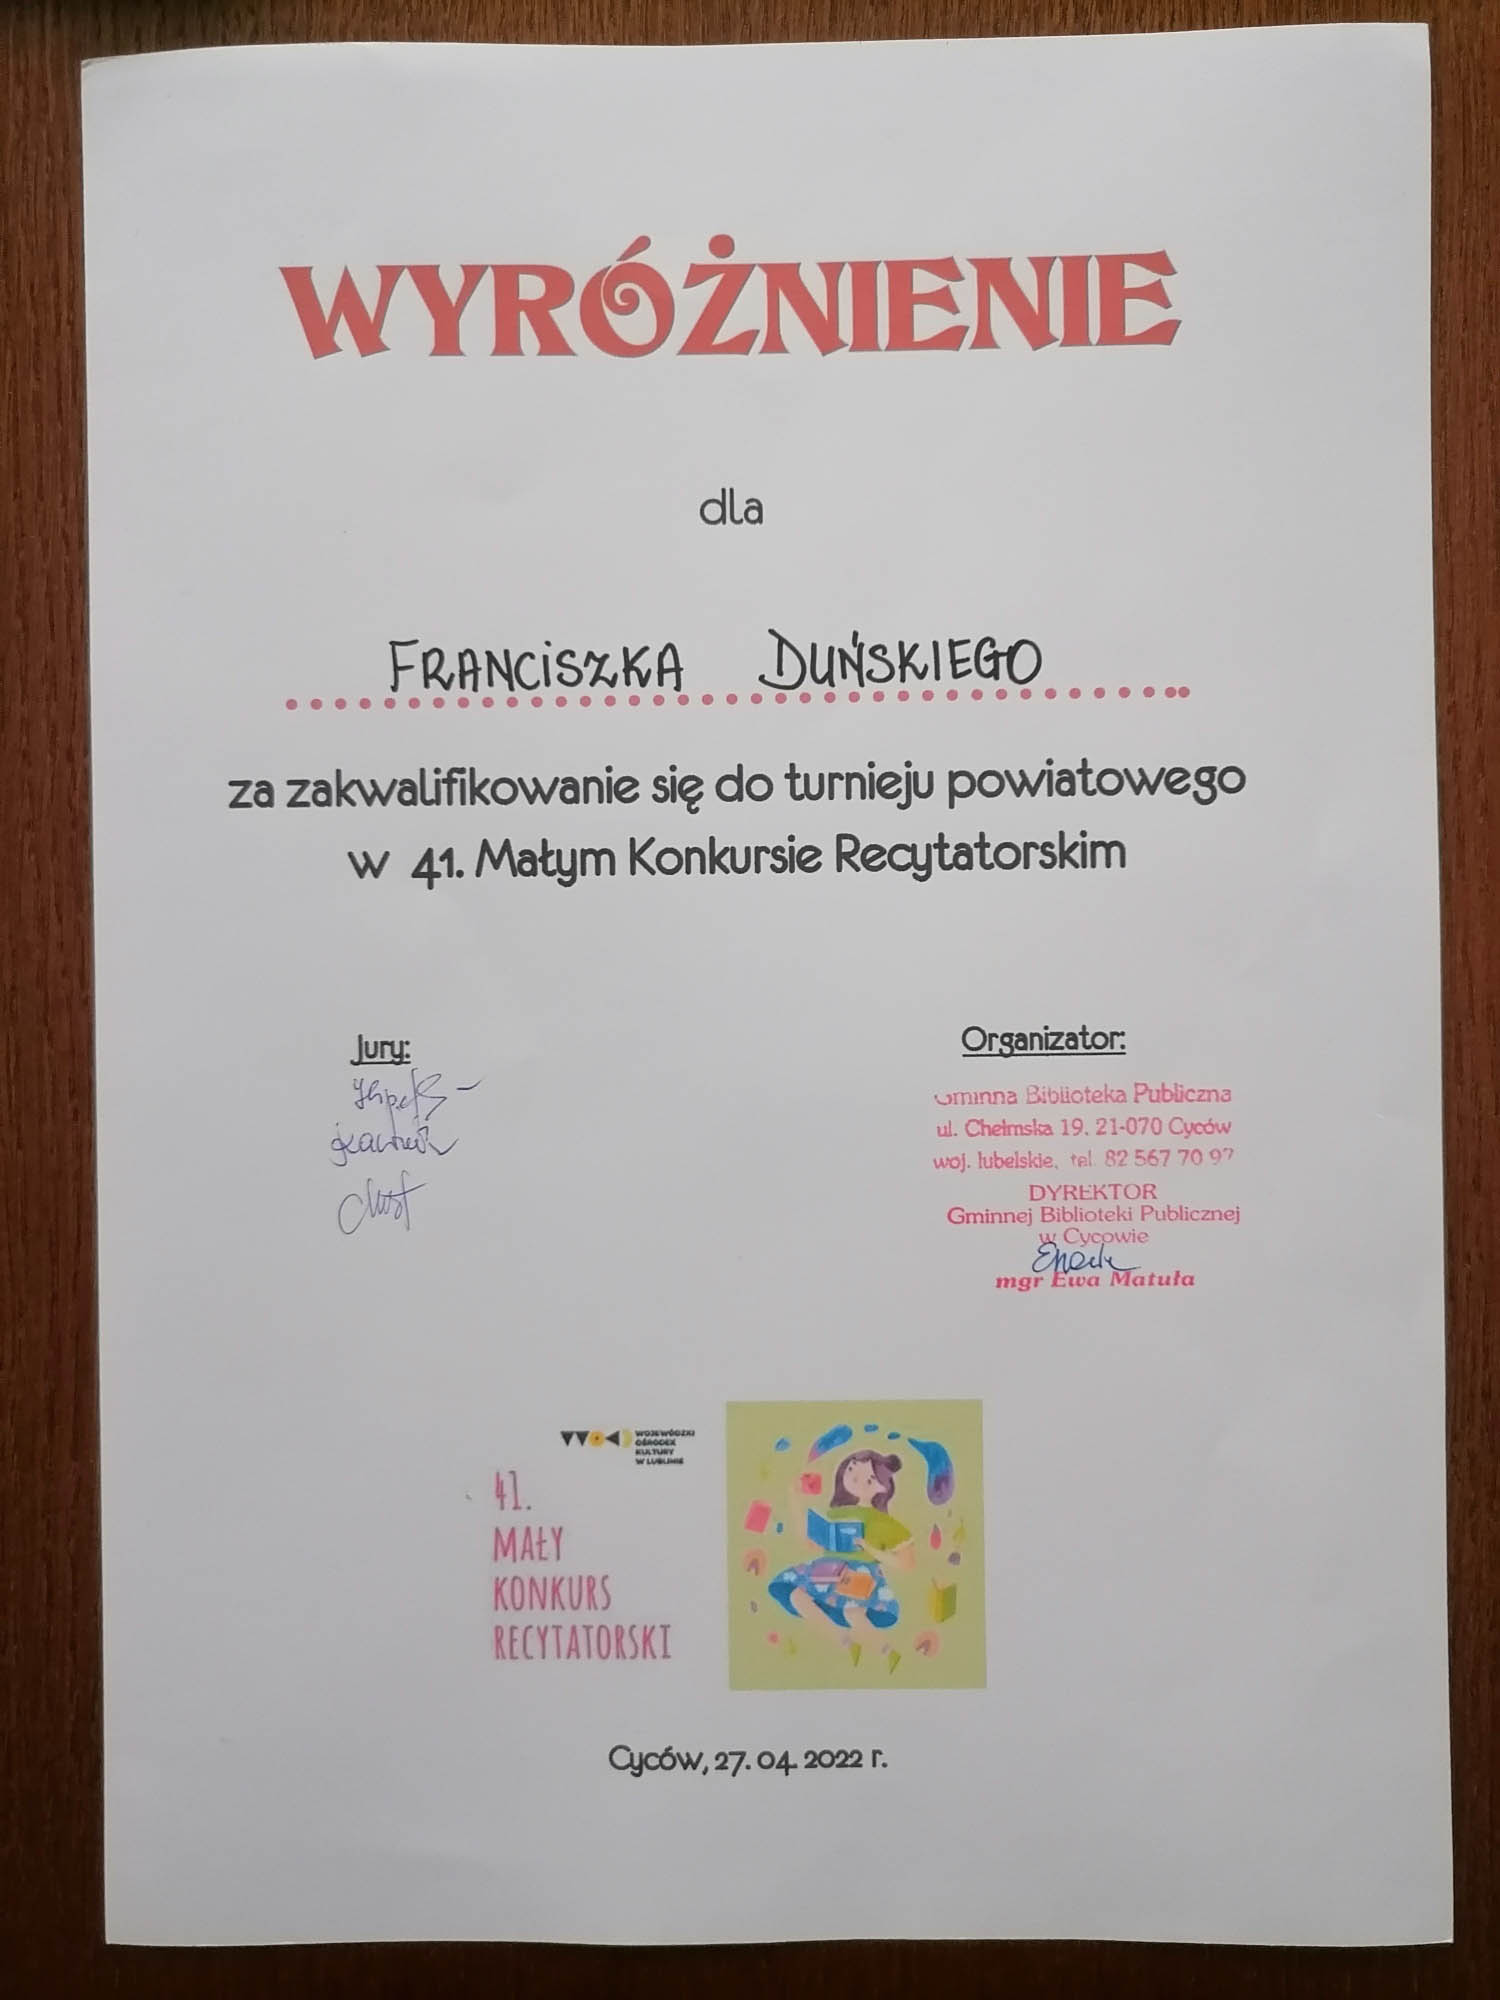 WYRÓŻNIENIE
dla
FRANCISZKA DUŃSKIEGO
za zakwalifikowanie się do turnieju powiatowego
w 41. Małym Konkursie Recytatorskim
Jury:
Organizator:
Gminna Biblioteka Publiczna
ul. Chełmska 19, 21-070 Cyców
woj. lubelskie, tel. 82 567 70 97
DYREKTOR
Gminnej Biblioteki Publicznej
w Cycowie
mgr Ewa Matuła
WOJEWÓDZKI
OŚRODEK
KULTURY
W LUBLINIE
41.
MAŁY
KONKURS
RECYTATORSKI
Cyców, 27. 04. 2022 r.